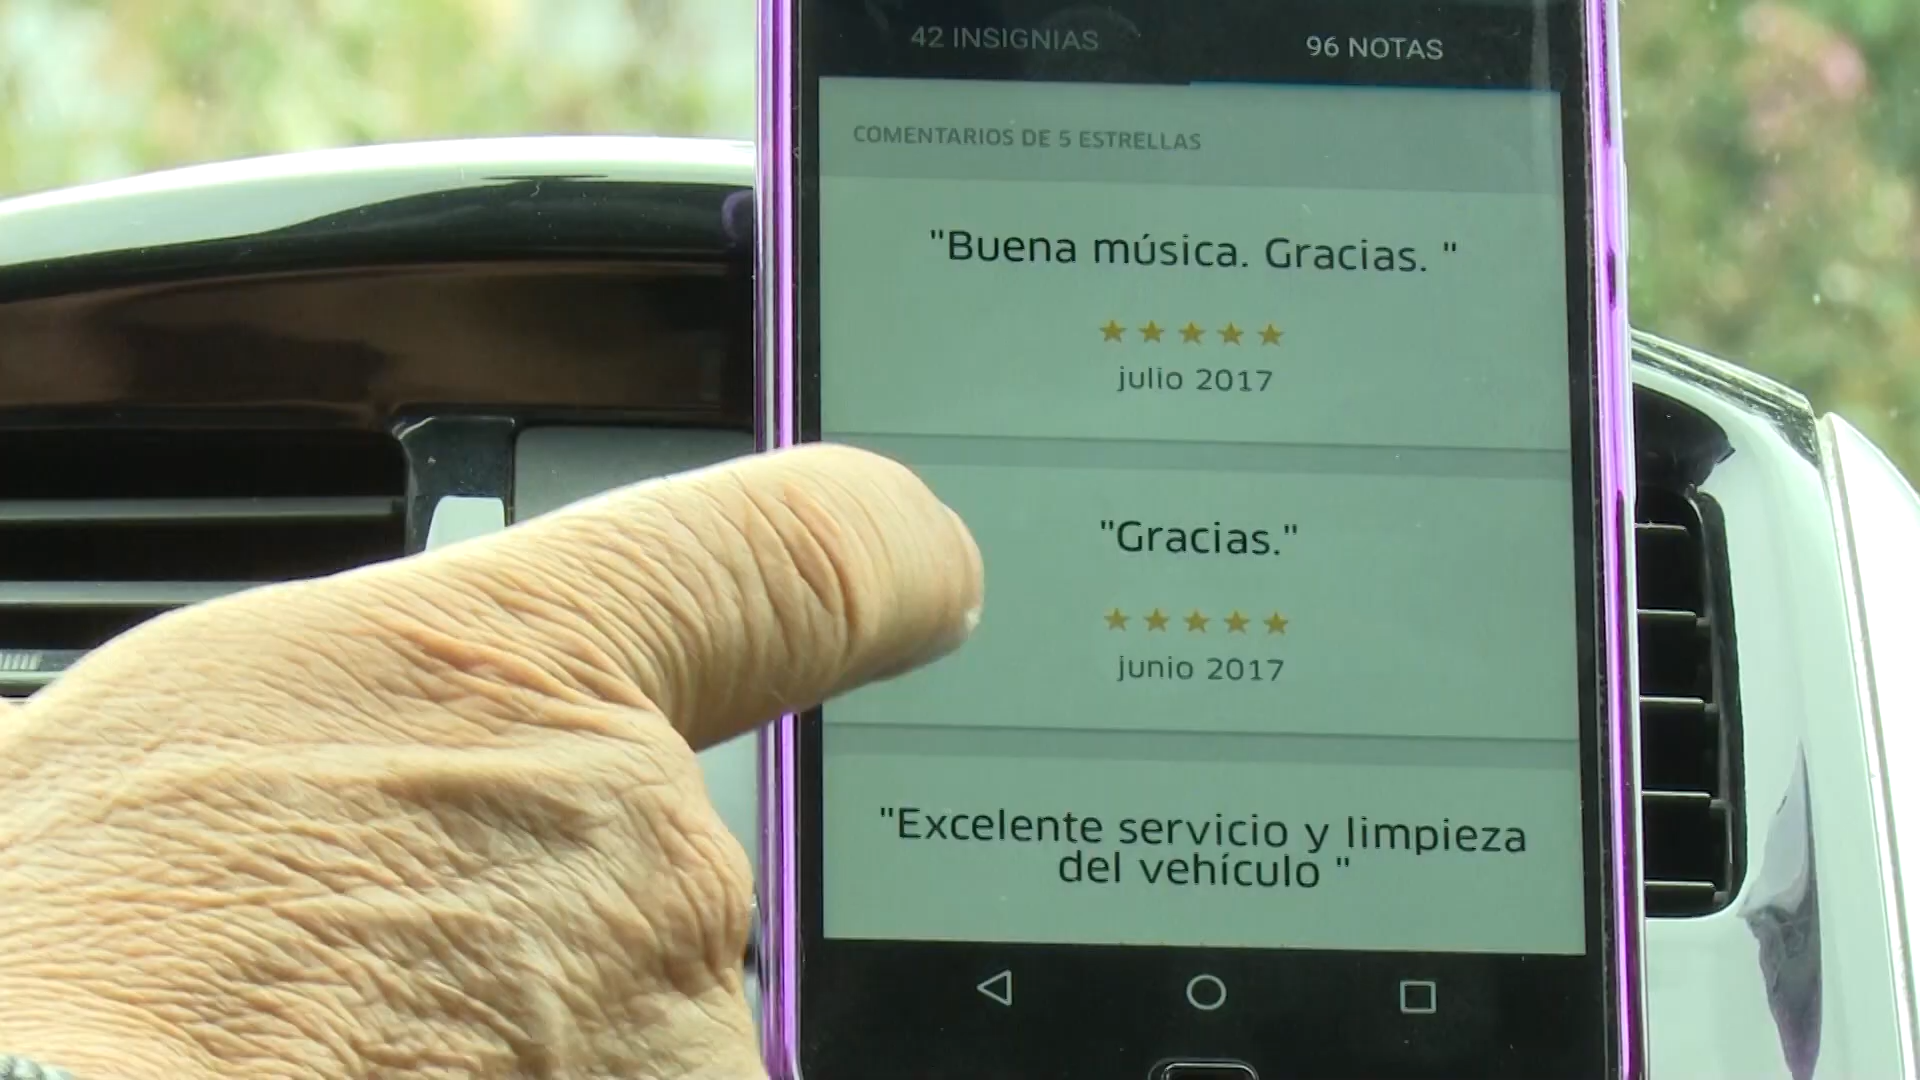 42 INSIGNIAS
96 NOTAS
COMENTARIOS DE 5 ESTRELLAS
"Buena música. Gracias. "
julio 2017
"Gracias."
junio 2017
"Excelente servicio y limpieza
del vehículo "